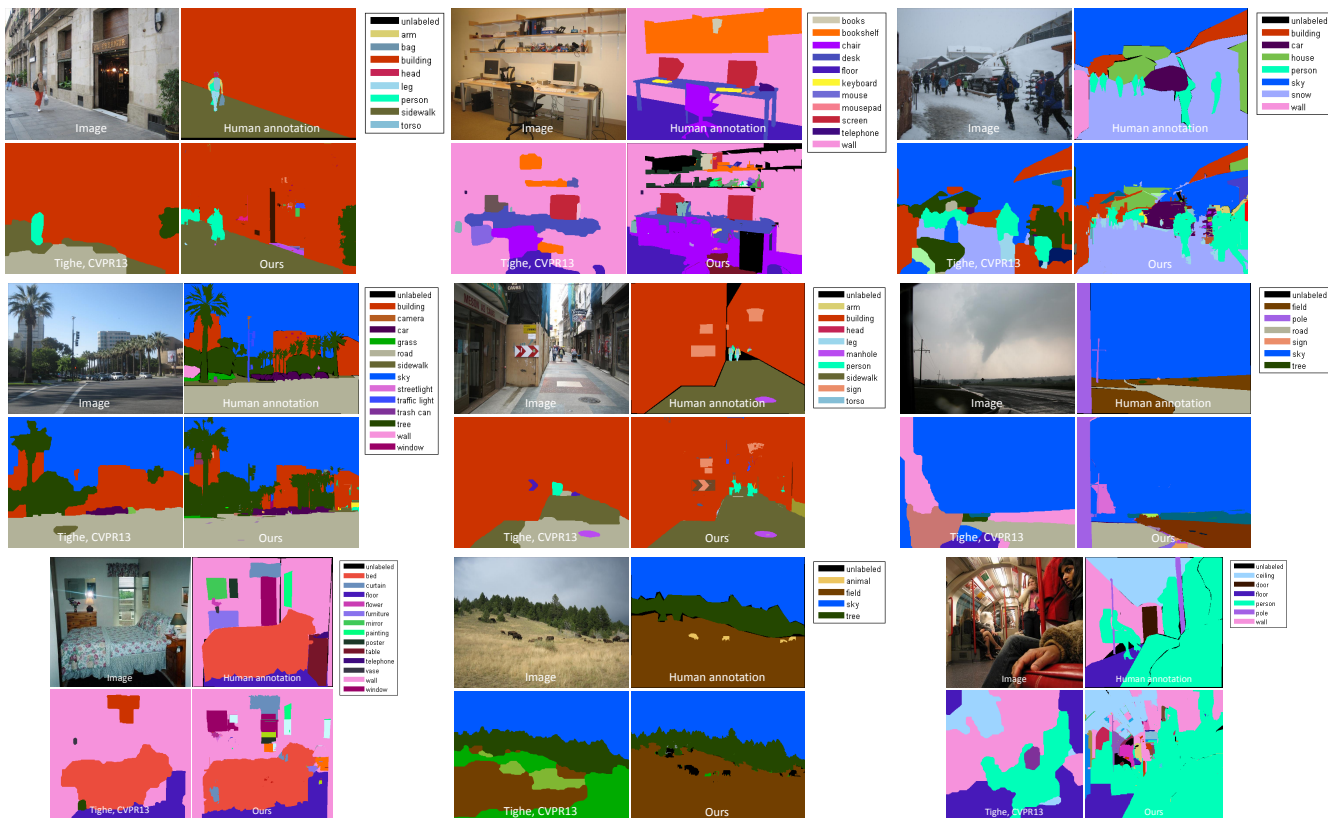 Image
Human annotation
Tighe, CVPR13
Ours
unlabeled
arm
bag
building
head
leg
person
sidewalk
torso
Image
Human annotation
Tighe, CVPR13
Ours
books
bookshelf
chair
desk
floor
keyboard
mouse
mousepad
screen
telephone
wall
Image
Human annotation
Tighe, CVPR13
Ours
unlabeled
building
car
house
person
sky
snow
wall
Image
Human annotation
Tighe, CVPR13
Ours
unlabeled
building
camera
car
grass
road
sidewalk
sky
streetlight
traffic light
trash can
tree
wall
window
Image
Human annotation
Tighe, CVPR13
Ours
unlabeled
arm
building
head
leg
manhole
person
sidewalk
sign
torso
Image
Human annotation
Tighe, CVPR13
Ours
unlabeled
field
pole
road
sign
sky
tree
Image
Human annotation
Tighe, CVPR13
Ours
unlabeled
bed
curtain
floor
flower
furniture
mirror
painting
poster
table
telephone
vase
wall
window
Image
Human annotation
Tighe, CVPR13
Ours
unlabeled
animal
field
sky
tree
Image
Human annotation
Tighe, CVPR13
Ours
unlabeled
ceiling
door
floor
person
pole
wall